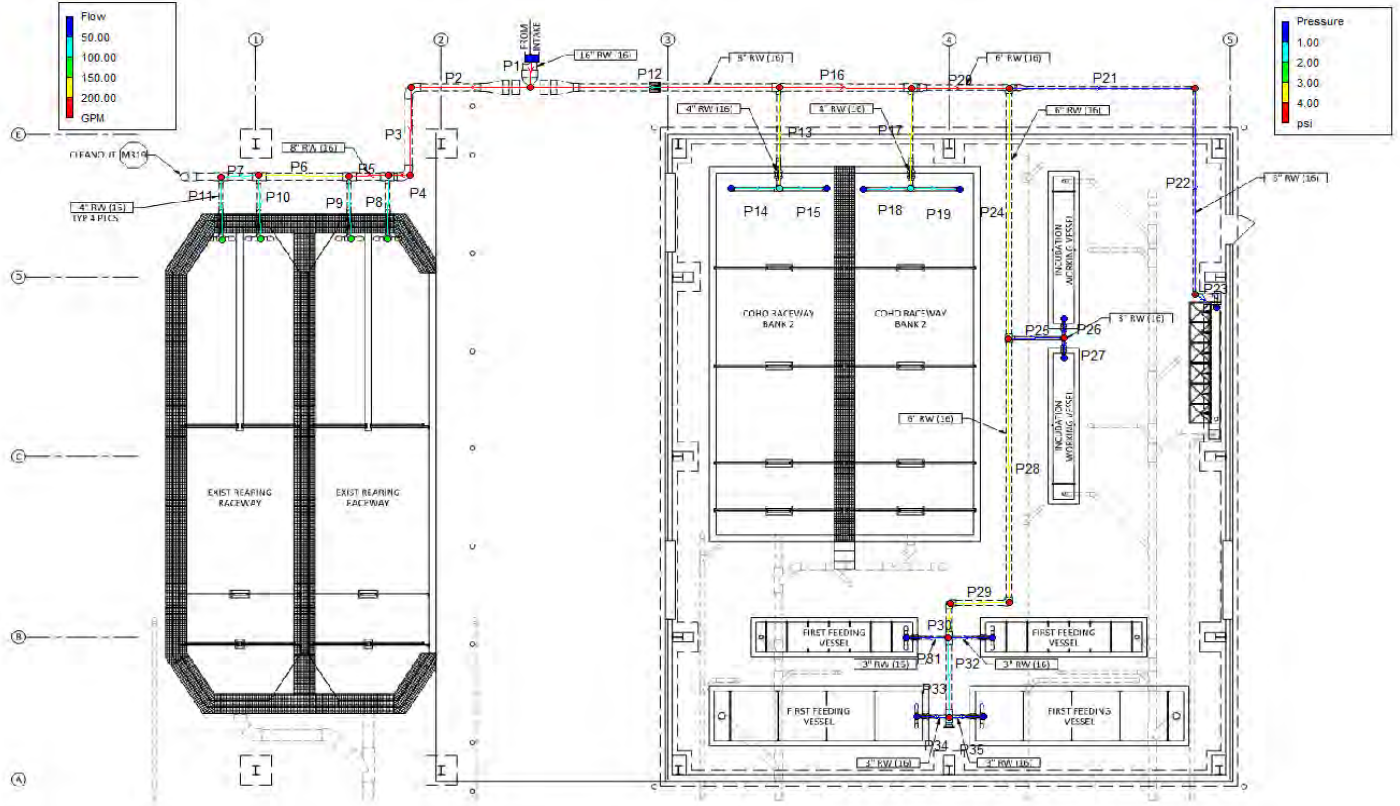 Flow
50.00
100.00
150.00
200.00
GPM
Pressure
1.00
2.00
3.00
4.00
psi
1
2
3
4
5
FROM
INTAKE
16" RW (16)
P1
P2
P12
8" RW (16)
P16
P20
6" RW (16)
P21
P3
4" RW (16)
4" RW (16)
6" RW (16)
E
CLEANOUT
M319
P13
P17
8" RW (16)
P7
P6
P5
P4
P22
6" RW (16)
P11
P10
P9
P8
4" RW (16)
TYP 4 PLCS
P14
P15
P18
P19
P24
INCUBATION
WORKING VESSEL
D
P23
COHO RACEWAY
BANK 2
COHO RACEWAY
BANK 2
3" RW (16)
P25
P26
P27
6" RW (16)
INCUBATION
WORKING VESSEL
C
P28
EXIST REARING
RACEWAY
EXIST REARING
RACEWAY
P29
B
FIRST FEEDING
VESSEL
P30
FIRST FEEDING
VESSEL
3" RW (16)
P31
P32
3" RW (16)
P33
FIRST FEEDING
VESSEL
FIRST FEEDING
VESSEL
P34
P35
3" RW (16)
3" RW (16)
A